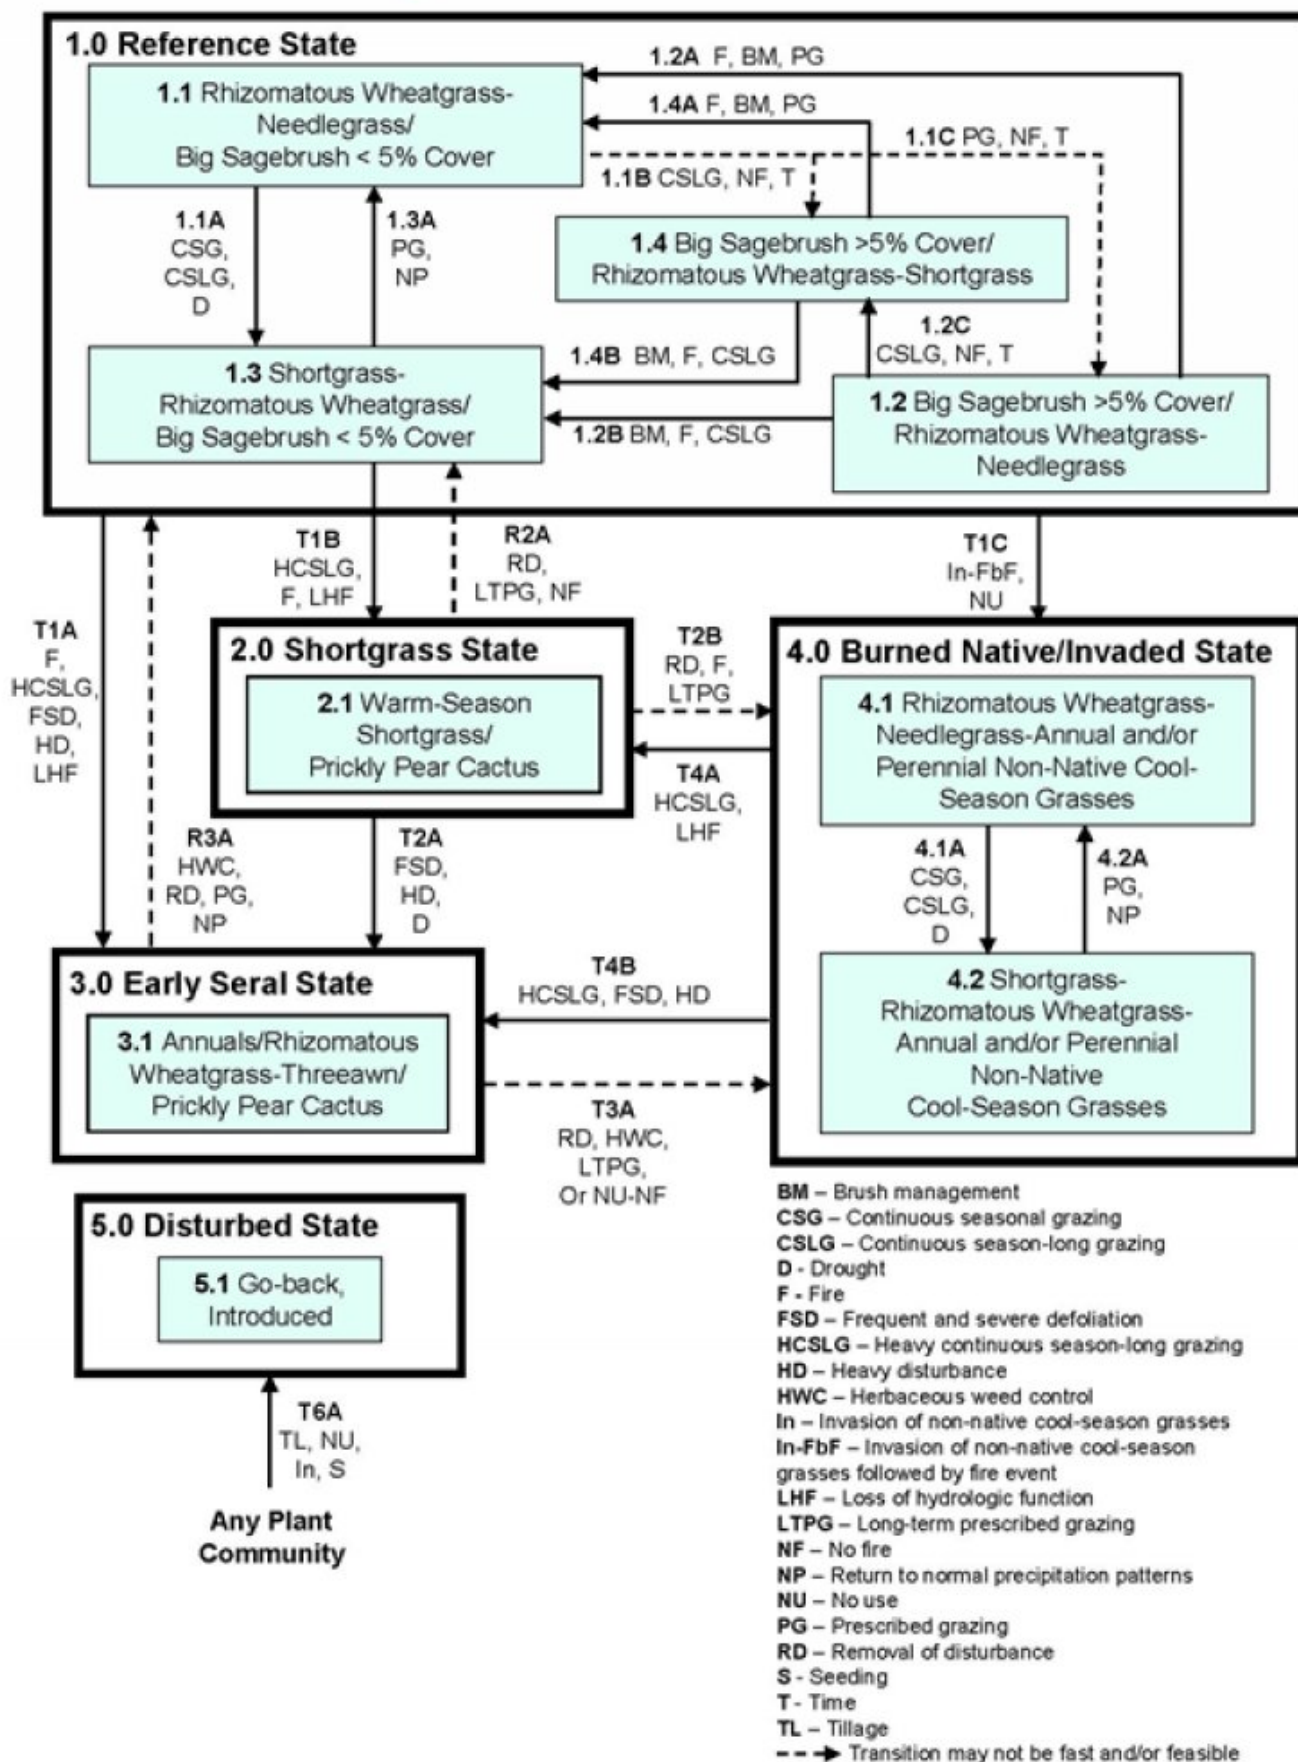 1.0 Reference State
1.2A F, BM, PG
1.1 Rhizomatous Wheatgrass-
Needlegrass/
Big Sagebrush < 5% Cover
1.4A F, BM, PG
1.1C PG, NF, T
1.1B CSLG, NF, T
1.1A
CSG,
CSLG,
D
1.3A
PG,
NP
1.4 Big Sagebrush >5% Cover/
Rhizomatous Wheatgrass-Shortgrass
1.2C
CSLG, NF, T
1.4B BM, F, CSLG
1.3 Shortgrass-
Rhizomatous Wheatgrass/
Big Sagebrush < 5% Cover
1.2B BM, F, CSLG
1.2 Big Sagebrush >5% Cover/
Rhizomatous Wheatgrass-
Needlegrass
T1B
HCSLG,
F, LHF
R2A
RD,
LTPG, NF
T1C
In-FbF,
NU
T1A
F,
HCSLG,
FSD,
HD,
LHF
2.0 Shortgrass State
2.1 Warm-Season
Shortgrass/
Prickly Pear Cactus
T2B
RD, F,
LTPG
T4A
HCSLG,
LHF
4.0 Burned Native/Invaded State
4.1 Rhizomatous Wheatgrass-
Needlegrass-Annual and/or
Perennial Non-Native Cool-
Season Grasses
4.1A
CSG,
CSLG,
D
4.2A
PG,
NP
4.2 Shortgrass-
Rhizomatous Wheatgrass-
Annual and/or Perennial
Non-Native
Cool-Season Grasses
R3A
HWC,
RD, PG,
NP
T2A
FSD,
HD,
D
3.0 Early Seral State
3.1 Annuals/Rhizomatous
Wheatgrass-Threeawn/
Prickly Pear Cactus
T4B
HCSLG, FSD, HD
T3A
RD, HWC,
LTPG,
Or NU-NF
5.0 Disturbed State
5.1 Go-back,
Introduced
T6A
TL, NU,
In, S
Any Plant
Community
BM – Brush management
CSG – Continuous seasonal grazing
CSLG – Continuous season-long grazing
D - Drought
F - Fire
FSD – Frequent and severe defoliation
HCSLG – Heavy continuous season-long grazing
HD – Heavy disturbance
HWC – Herbaceous weed control
In – Invasion of non-native cool-season grasses
In-FbF – Invasion of non-native cool-season
grasses followed by fire event
LHF – Loss of hydrologic function
LTPG – Long-term prescribed grazing
NF – No fire
NP – Return to normal precipitation patterns
NU – No use
PG – Prescribed grazing
RD – Removal of disturbance
S - Seeding
T - Time
TL – Tillage
Transition may not be fast and/or feasible